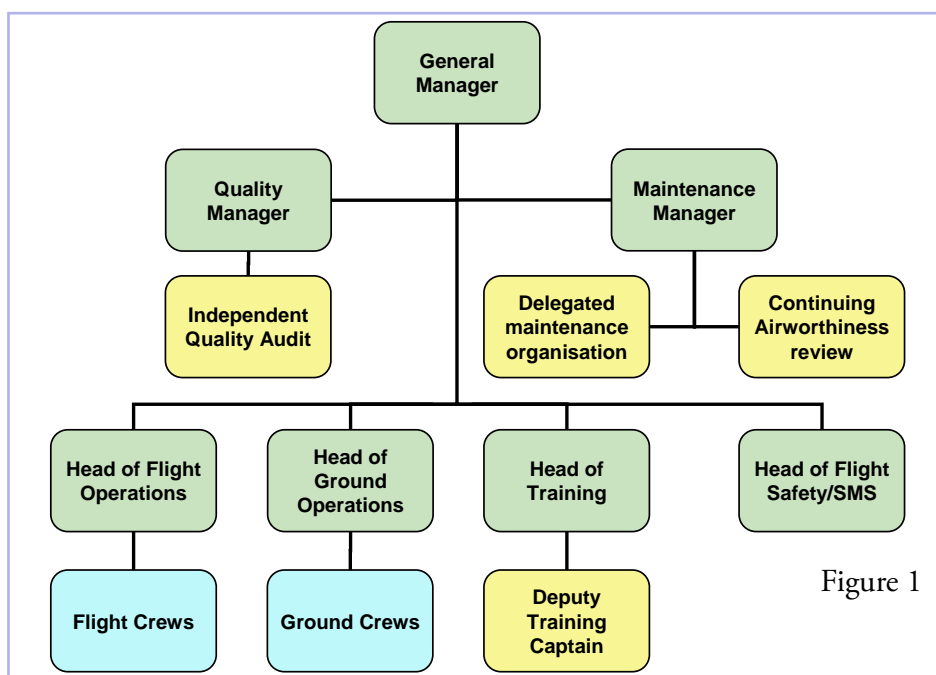 General
Manager
Quality
Manager
Maintenance
Manager
Independent
Quality Audit
Delegated
maintenance
organisation
Continuing
Airworthiness
review
Head of Flight
Operations
Head of
Ground
Operations
Head of
Training
Head of Flight
Safety/SMS
Flight Crews
Ground Crews
Deputy
Training
Captain
Figure 1